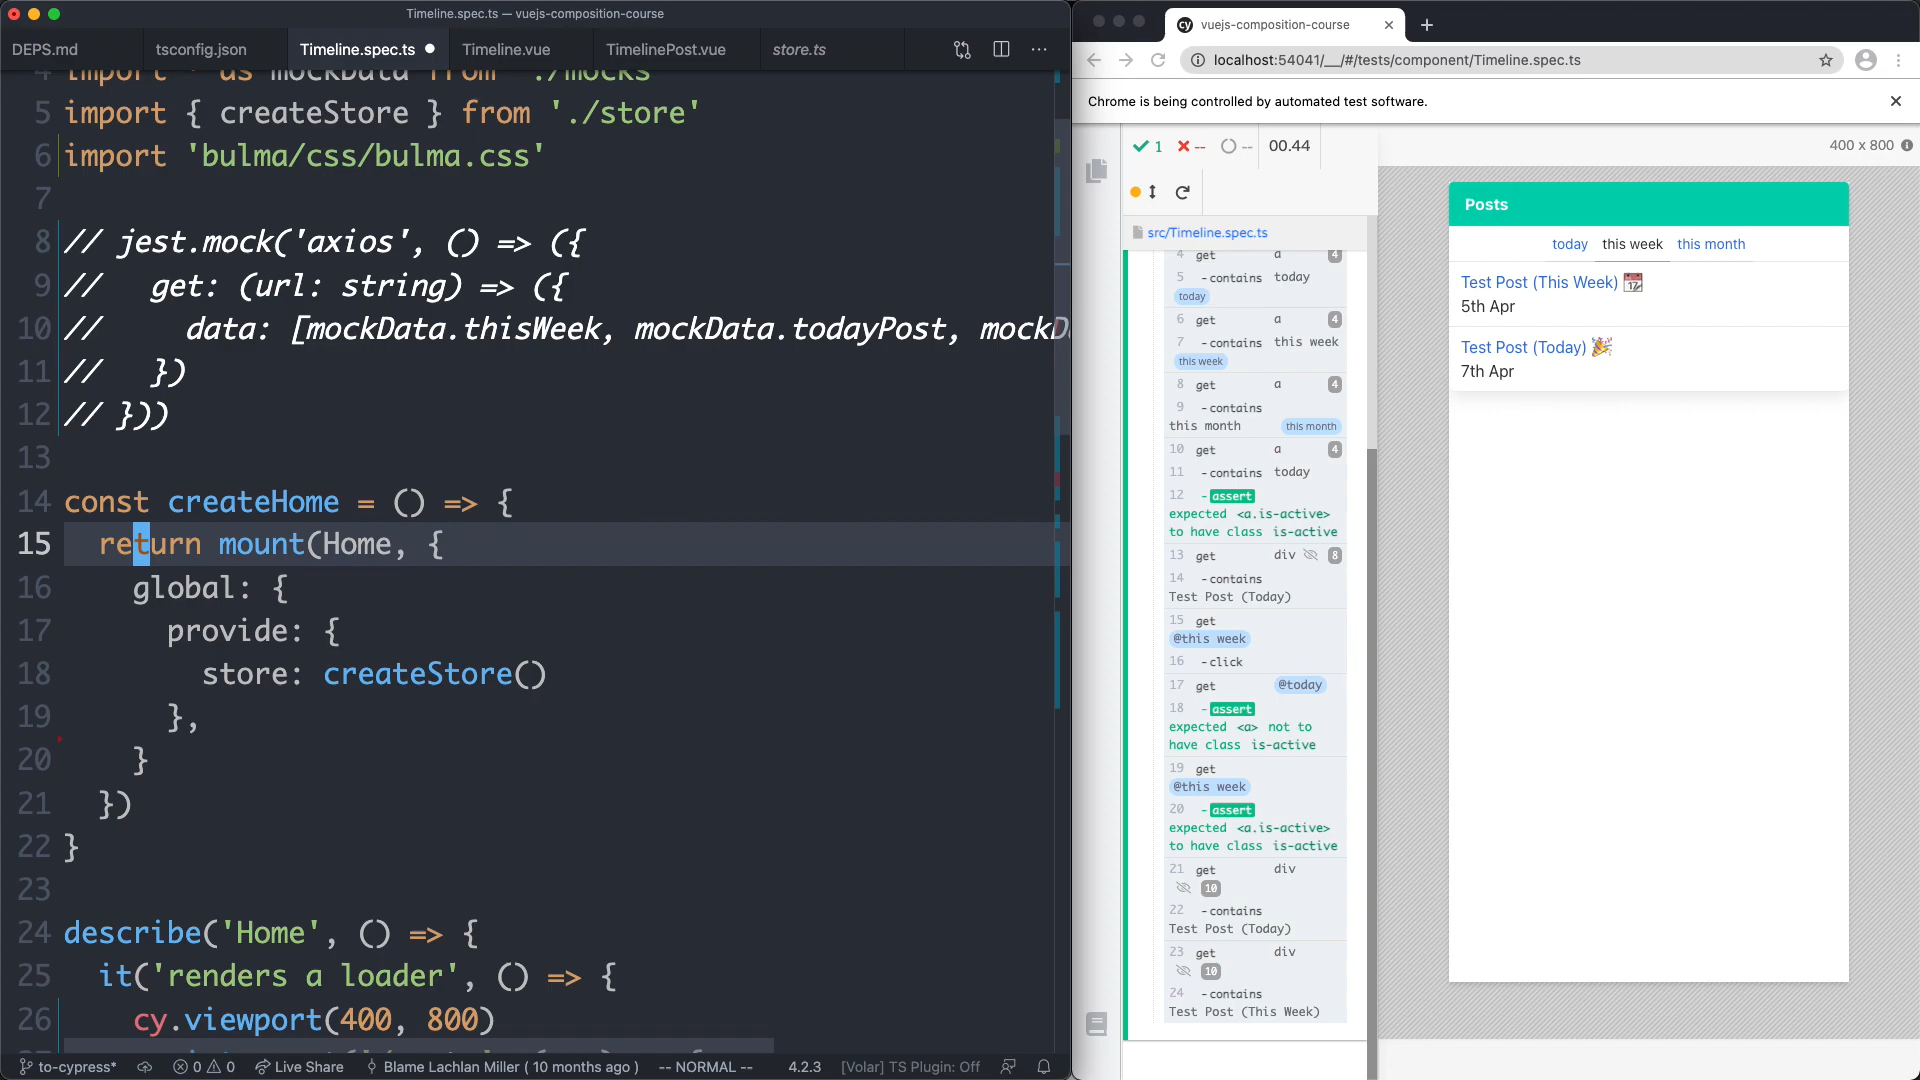 Timeline.spec.ts — vuejs-composition-course
DEPS.md
tsconfig.json
Timeline.spec.ts
Timeline.vue
TimelinePost.vue
store.ts
4 import * as mockData from './mocks'
5 import { createStore } from './store'
6 import 'bulma/css/bulma.css'
7
8 // jest.mock('axios', () => ({
9 //   get: (url: string) => ({
10 //     data: [mockData.thisWeek, mockData.todayPost, mockD
11 //   })
12 // }))
13
14 const createHome = () => {
15   return mount(Home, {
16     global: {
17       provide: {
18         store: createStore()
19       },
20     }
21   })
22 }
23
24 describe('Home', () => {
25   it('renders a loader', () => {
26     cy.viewport(400, 800)
to-cypress*
0 0
Live Share
Blame Lachlan Miller ( 10 months ago )
-- NORMAL --
4.2.3
[Volar] TS Plugin: Off
cy vuejs-composition-course
localhost:54041/__/#/tests/component/Timeline.spec.ts
Chrome is being controlled by automated test software.
1 -- -- 00.44
400 x 800
src/Timeline.spec.ts
4 get a 4
5 -contains today
today
6 get a 4
7 -contains this week
this week
8 get a 4
9 -contains
this month this month
10 get a 4
11 -contains today
12 -assert
expected <a.is-active>
to have class is-active
13 get div 8
14 -contains
Test Post (Today)
15 get
@this week
16 -click
17 get @today
18 -assert
expected <a> not to
have class is-active
19 get
@this week
20 -assert
expected <a.is-active>
to have class is-active
21 get div
10
22 -contains
Test Post (Today)
23 get div
10
24 -contains
Test Post (This Week)
Posts
today this week this month
Test Post (This Week)
5th Apr
Test Post (Today)
7th Apr